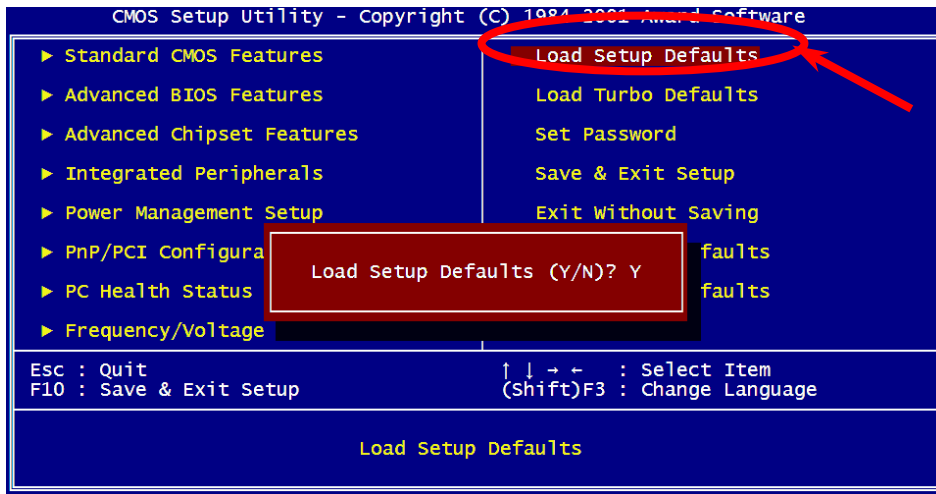 CMOS Setup Utility - Copyright (C) 1984-2001 Award Software
▶ Standard CMOS Features
▶ Advanced BIOS Features
▶ Advanced Chipset Features
▶ Integrated Peripherals
▶ Power Management Setup
▶ PnP/PCI Configura
▶ PC Health Status
▶ Frequency/Voltage
Load Setup Defaults
Load Turbo Defaults
Set Password
Save & Exit Setup
Exit Without Saving
faults
faults
Load Setup Defaults (Y/N)? Y
Esc : Quit
F10 : Save & Exit Setup
↑ ↓ → ← : Select Item
(Shift)F3 : Change Language
Load Setup Defaults